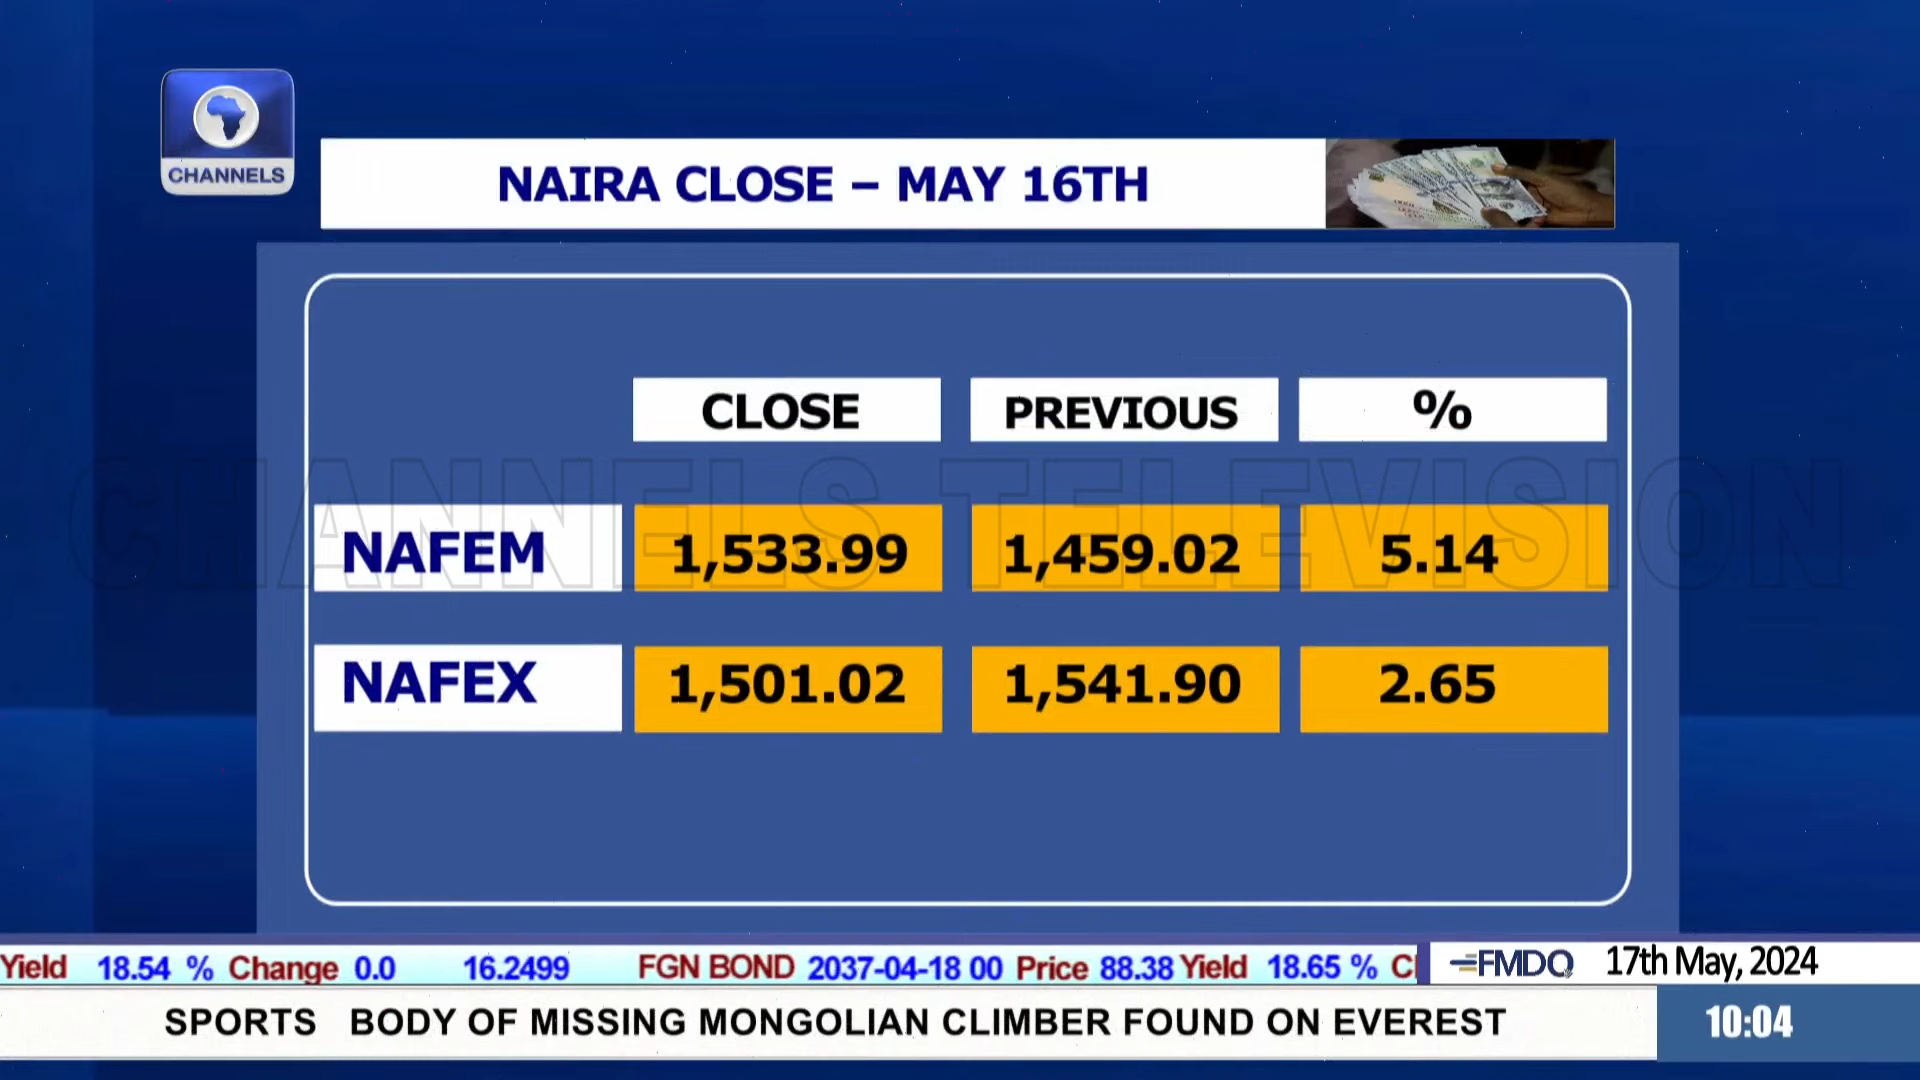 CHANNELS
NAIRA CLOSE – MAY 16TH
CLOSE PREVIOUS %
CHANNELS TELEVISION
NAFEM 1,533.99 1,459.02 5.14
NAFEX 1,501.02 1,541.90 2.65
Yield 18.54 % Change 0.0 16.2499 FGN BOND 2037-04-18 00 Price 88.38 Yield 18.65 %
FMDQ 17th May, 2024
SPORTS BODY OF MISSING MONGOLIAN CLIMBER FOUND ON EVEREST
10:04